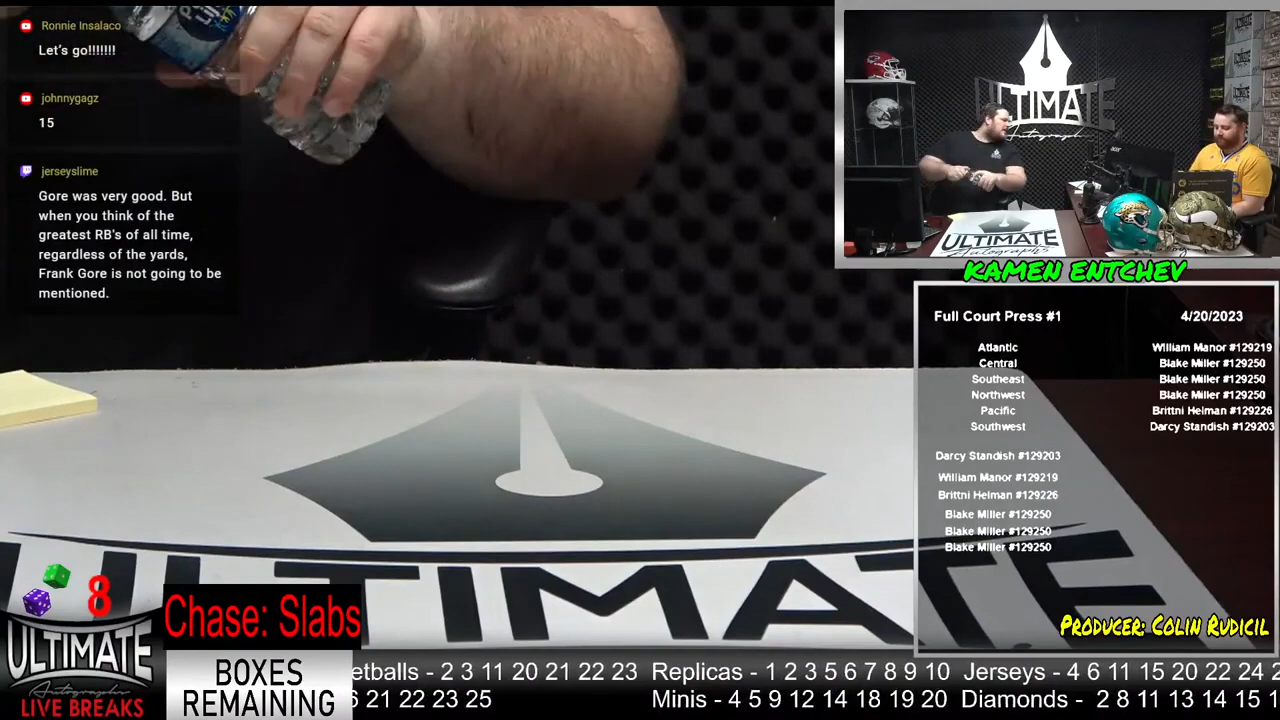 Ronnie Insalaco
Let's go!!!!!!!
johnnygagz
15
jerseyslime
Gore was very good. But
when you think of the
greatest RB's of all time,
regardless of the yards,
Frank Gore is not going to be
mentioned.
ULTIMATE
Autographs
ULTIMATE
Autographs
KAMEN ENTCHEV
Full Court Press #1 4/20/2023
Atlantic William Manor #129219
Central Blake Miller #129250
Southeast Blake Miller #129250
Northwest Blake Miller #129250
Pacific Brittni Helman #129226
Southwest Darcy Standish #129203
Darcy Standish #129203
William Manor #129219
Brittni Helman #129226
Blake Miller #129250
Blake Miller #129250
Blake Miller #129250
PRODUCER: COLIN RUDICIL
ULTIMATE
8
ULTIMATE
Autographs
LIVE BREAKS
Chase: Slabs
BOXES
REMAINING
etballs - 2 3 11 20 21 22 23 Replicas - 1 2 3 5 6 7 8 9 10 Jerseys - 4 6 11 15 20 22 24 2
6 21 22 23 25 Minis - 4 5 9 12 14 18 19 20 Diamonds - 2 8 11 13 14 15 1